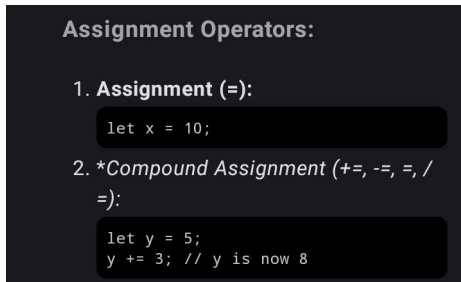 Assignment Operators:
1. Assignment (=):
let x = 10;
2. *Compound Assignment (+=, -=, =, /
=):
let y = 5;
y += 3; // y is now 8